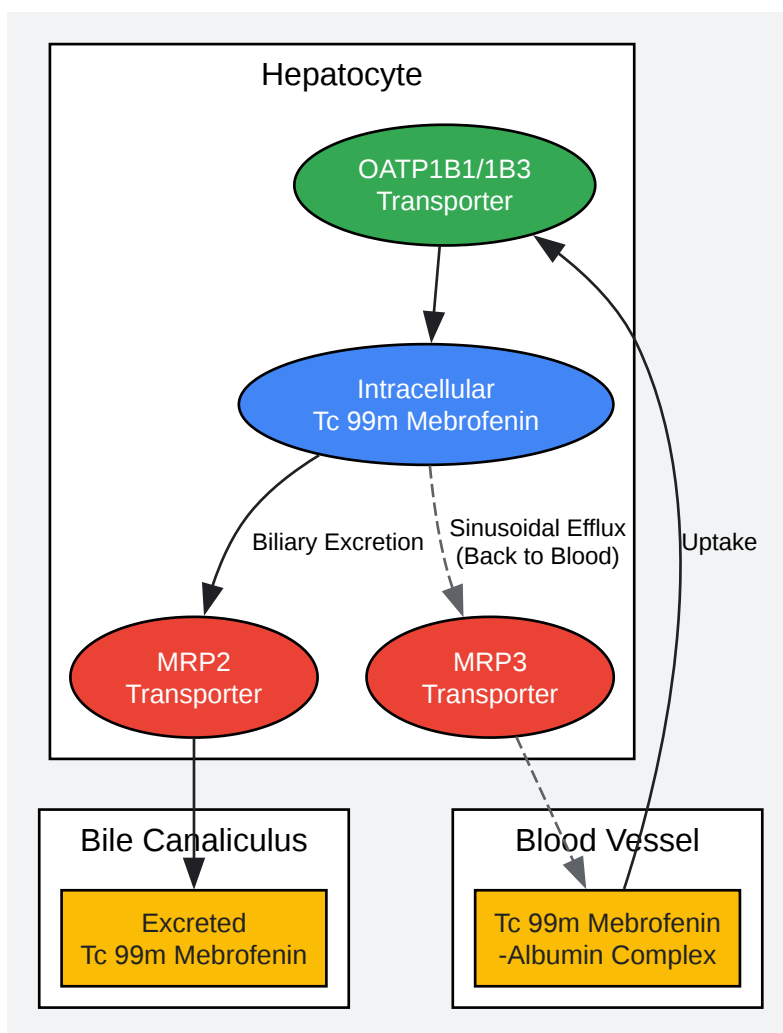 Hepatocyte
OATP1B1/1B3
Transporter
Intracellular
Tc 99m Mebrofenin
Biliary Excretion
Sinusoidal Efflux
(Back to Blood)
Uptake
MRP2
Transporter
MRP3
Transporter
Bile Canaliculus
Excreted
Tc 99m Mebrofenin
Blood Vessel
Tc 99m Mebrofenin
-Albumin Complex